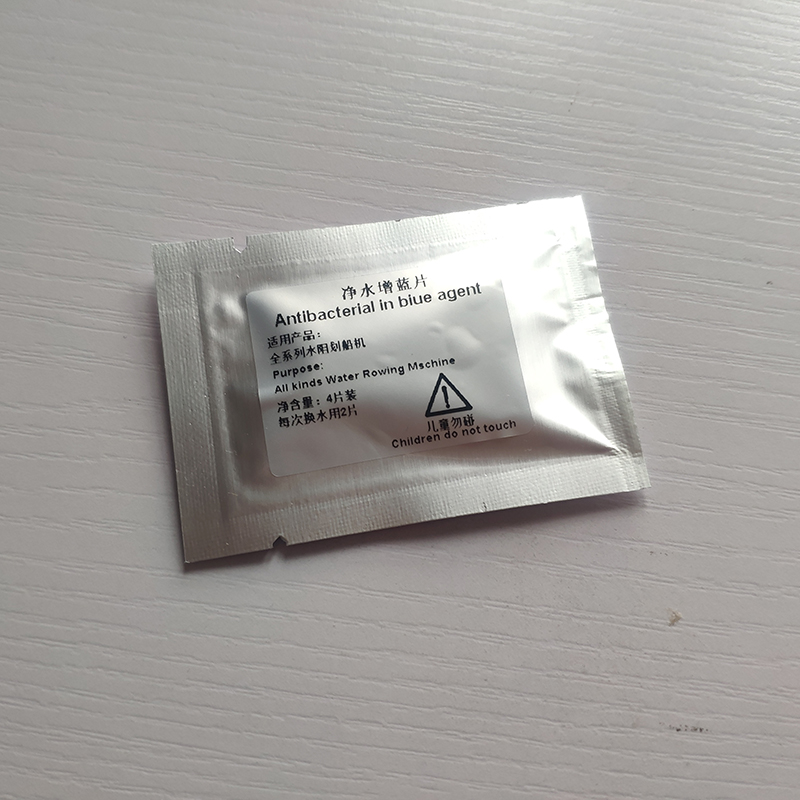 净水增蓝片
Antibacterial in blue agent
适用产品：
全系列水阻划船机
Purpose:
All kinds Water Rowing Mschine
净含量：4片装
每次换水用2片
儿童勿碰
Children do not touch